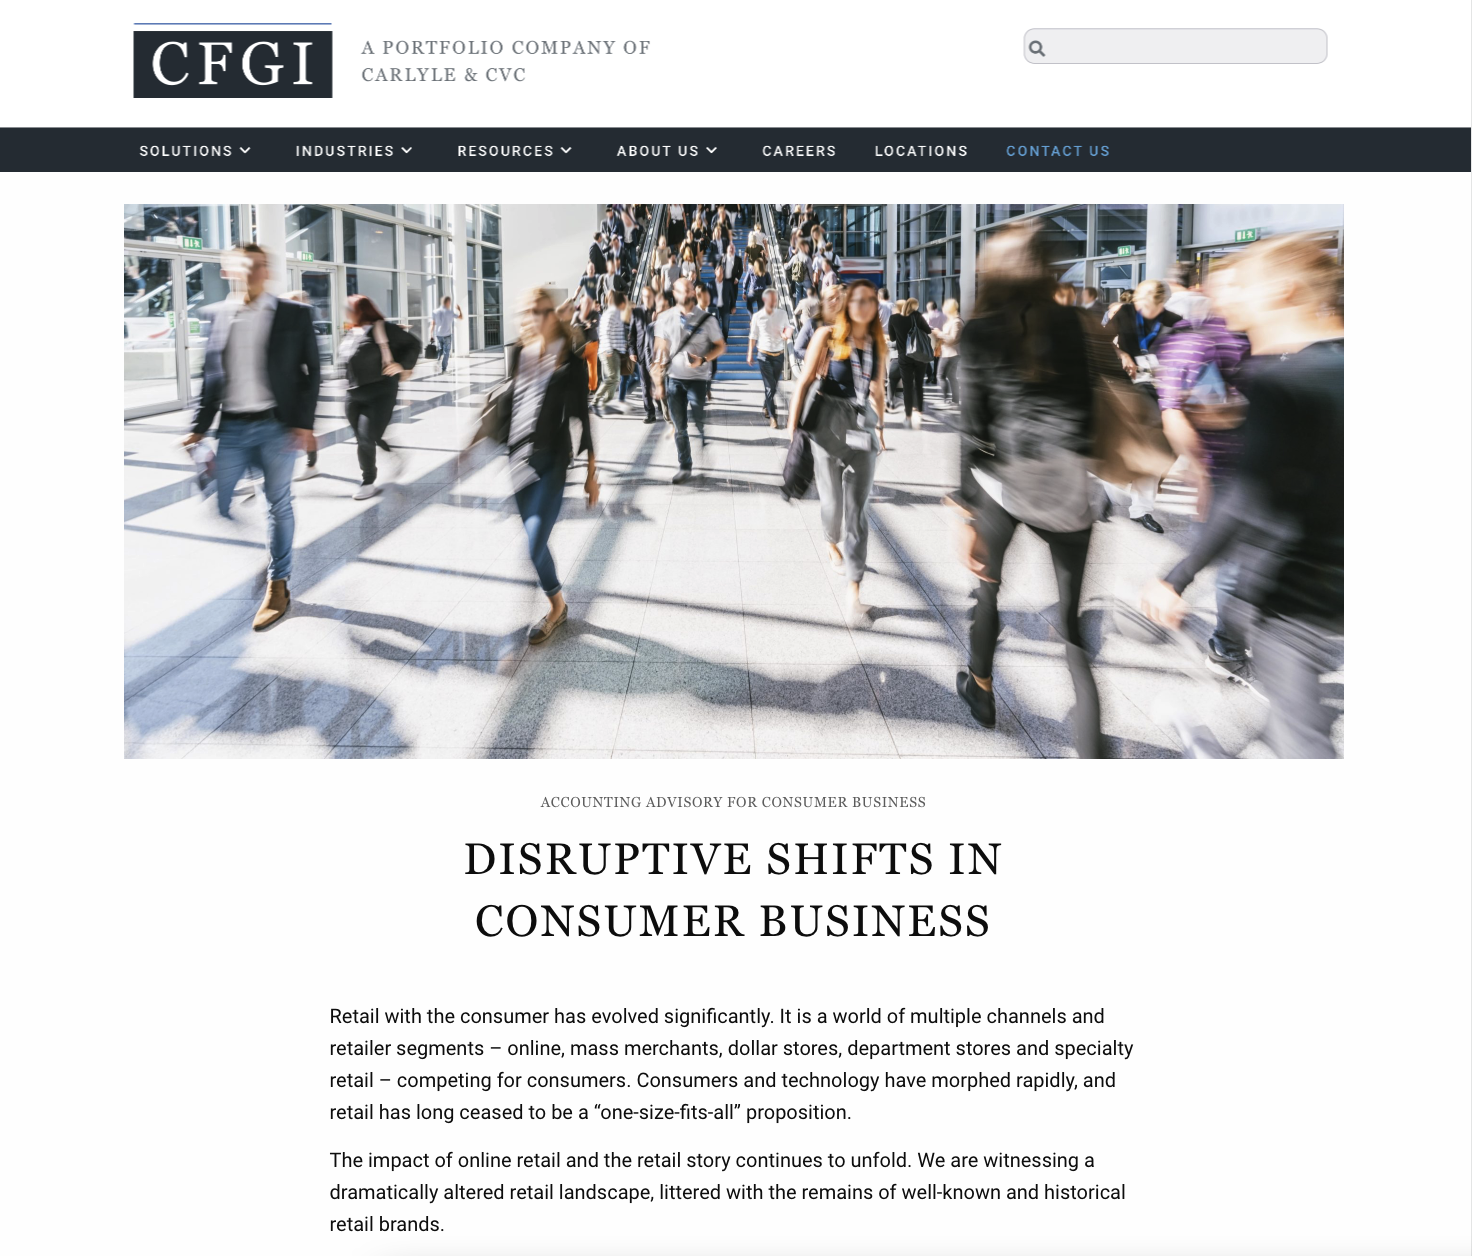 CFGI
A PORTFOLIO COMPANY OF
CARLYLE & CVC
SOLUTIONS INDUSTRIES RESOURCES ABOUT US CAREERS LOCATIONS CONTACT US
ACCOUNTING ADVISORY FOR CONSUMER BUSINESS
DISRUPTIVE SHIFTS IN
CONSUMER BUSINESS
Retail with the consumer has evolved significantly. It is a world of multiple channels and
retailer segments – online, mass merchants, dollar stores, department stores and specialty
retail – competing for consumers. Consumers and technology have morphed rapidly, and
retail has long ceased to be a “one-size-fits-all” proposition.
The impact of online retail and the retail story continues to unfold. We are witnessing a
dramatically altered retail landscape, littered with the remains of well-known and historical
retail brands.